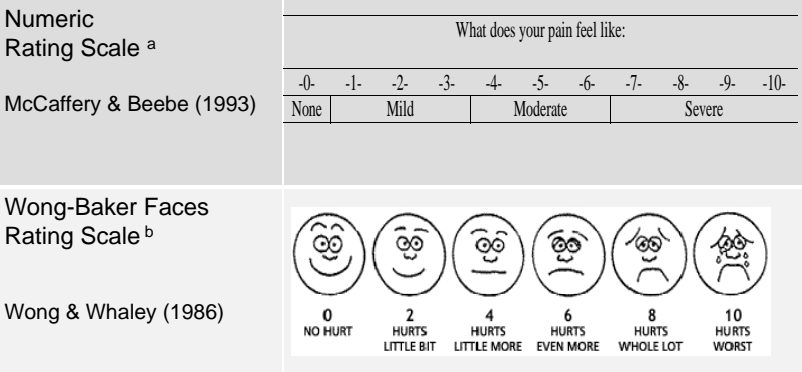 Numeric
Rating Scale a
McCaffery & Beebe (1993)
What does your pain feel like:
-0- -1- -2- -3- -4- -5- -6- -7- -8- -9- -10-
None Mild Moderate Severe
Wong-Baker Faces
Rating Scale b
Wong & Whaley (1986)
0 2 4 6 8 10
NO HURT HURTS HURTS HURTS HURTS HURTS
LITTLE BIT LITTLE MORE EVEN MORE WHOLE LOT WORST